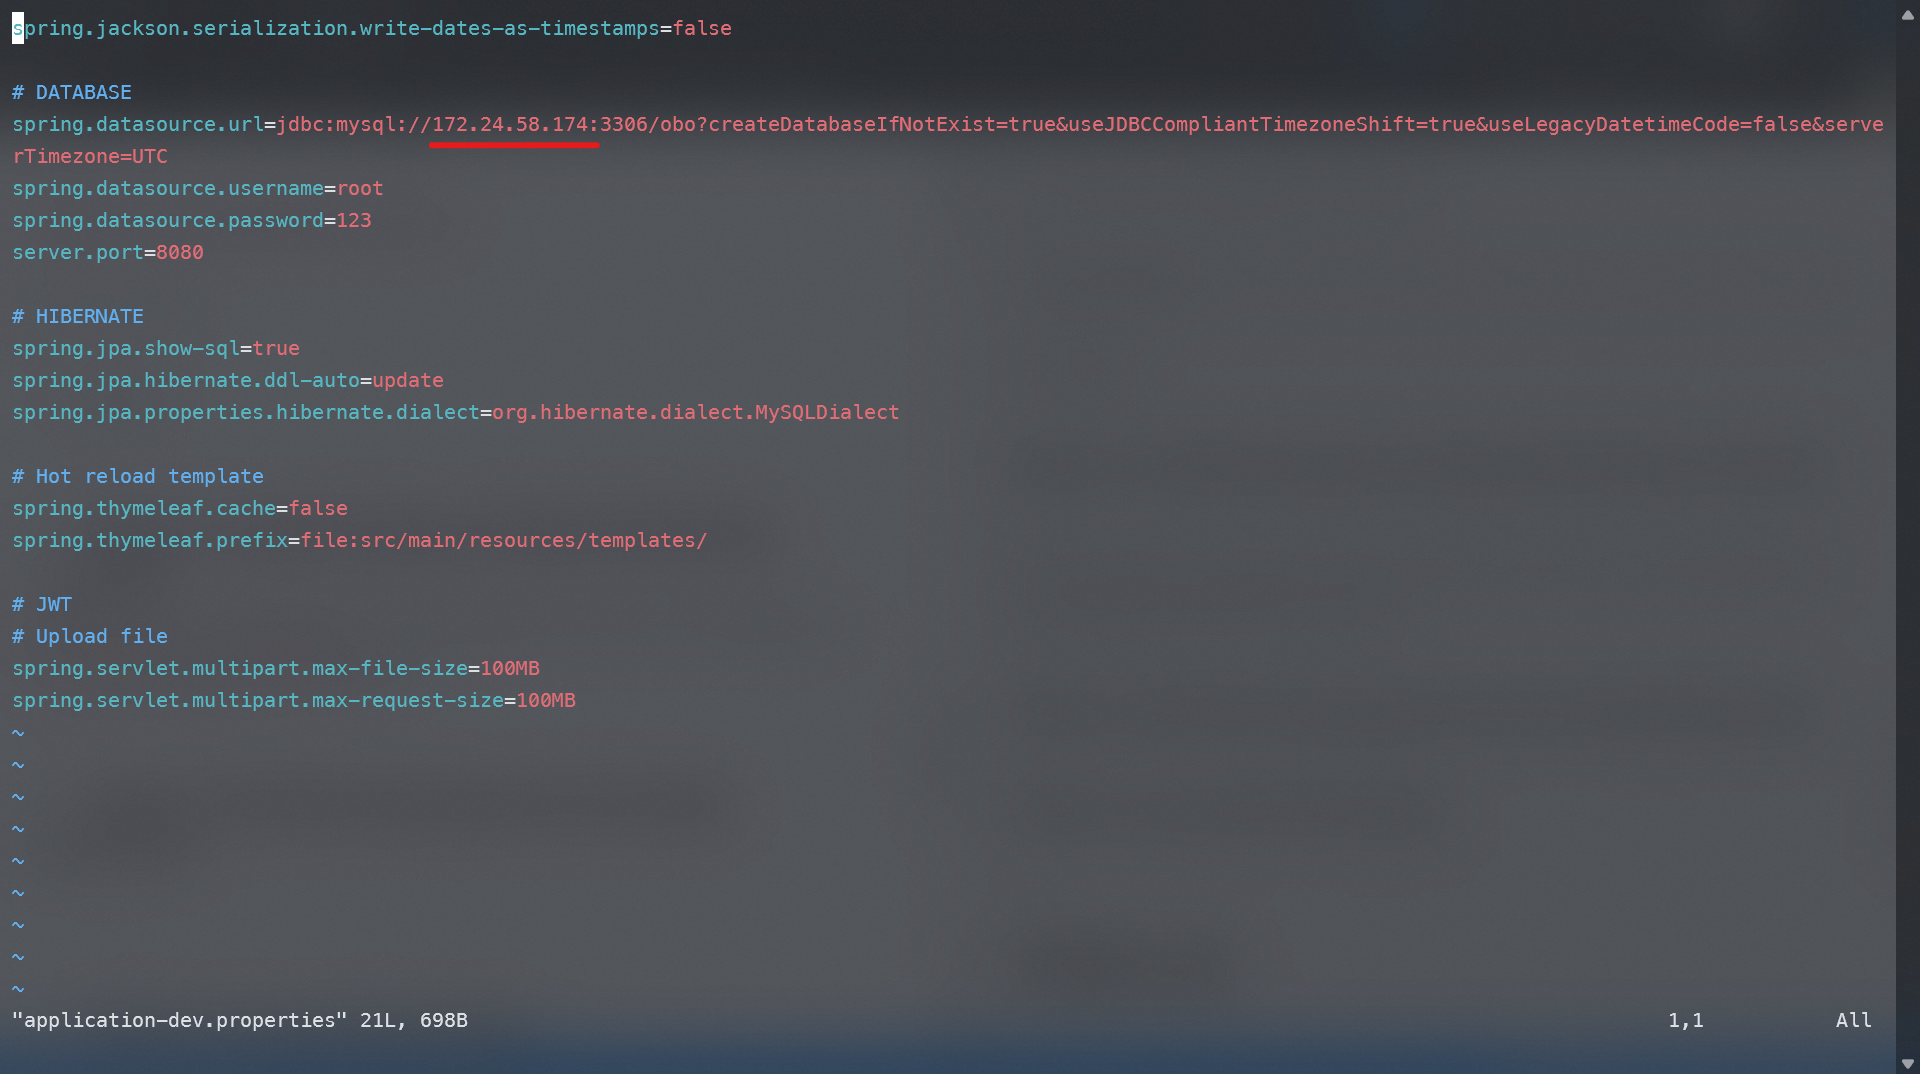 spring.jackson.serialization.write-dates-as-timestamps=false
# DATABASE
spring.datasource.url=jdbc:mysql://172.24.58.174:3306/obo?createDatabaseIfNotExist=true&useJDBCCompliantTimezoneShift=true&useLegacyDatetimeCode=false&serve
rTimezone=UTC
spring.datasource.username=root
spring.datasource.password=123
server.port=8080
# HIBERNATE
spring.jpa.show-sql=true
spring.jpa.hibernate.ddl-auto=update
spring.jpa.properties.hibernate.dialect=org.hibernate.dialect.MySQLDialect
# Hot reload template
spring.thymeleaf.cache=false
spring.thymeleaf.prefix=file:src/main/resources/templates/
# JWT
# Upload file
spring.servlet.multipart.max-file-size=100MB
spring.servlet.multipart.max-request-size=100MB
~
~
~
~
~
~
~
~
~
"application-dev.properties" 21L, 698B 1,1 All